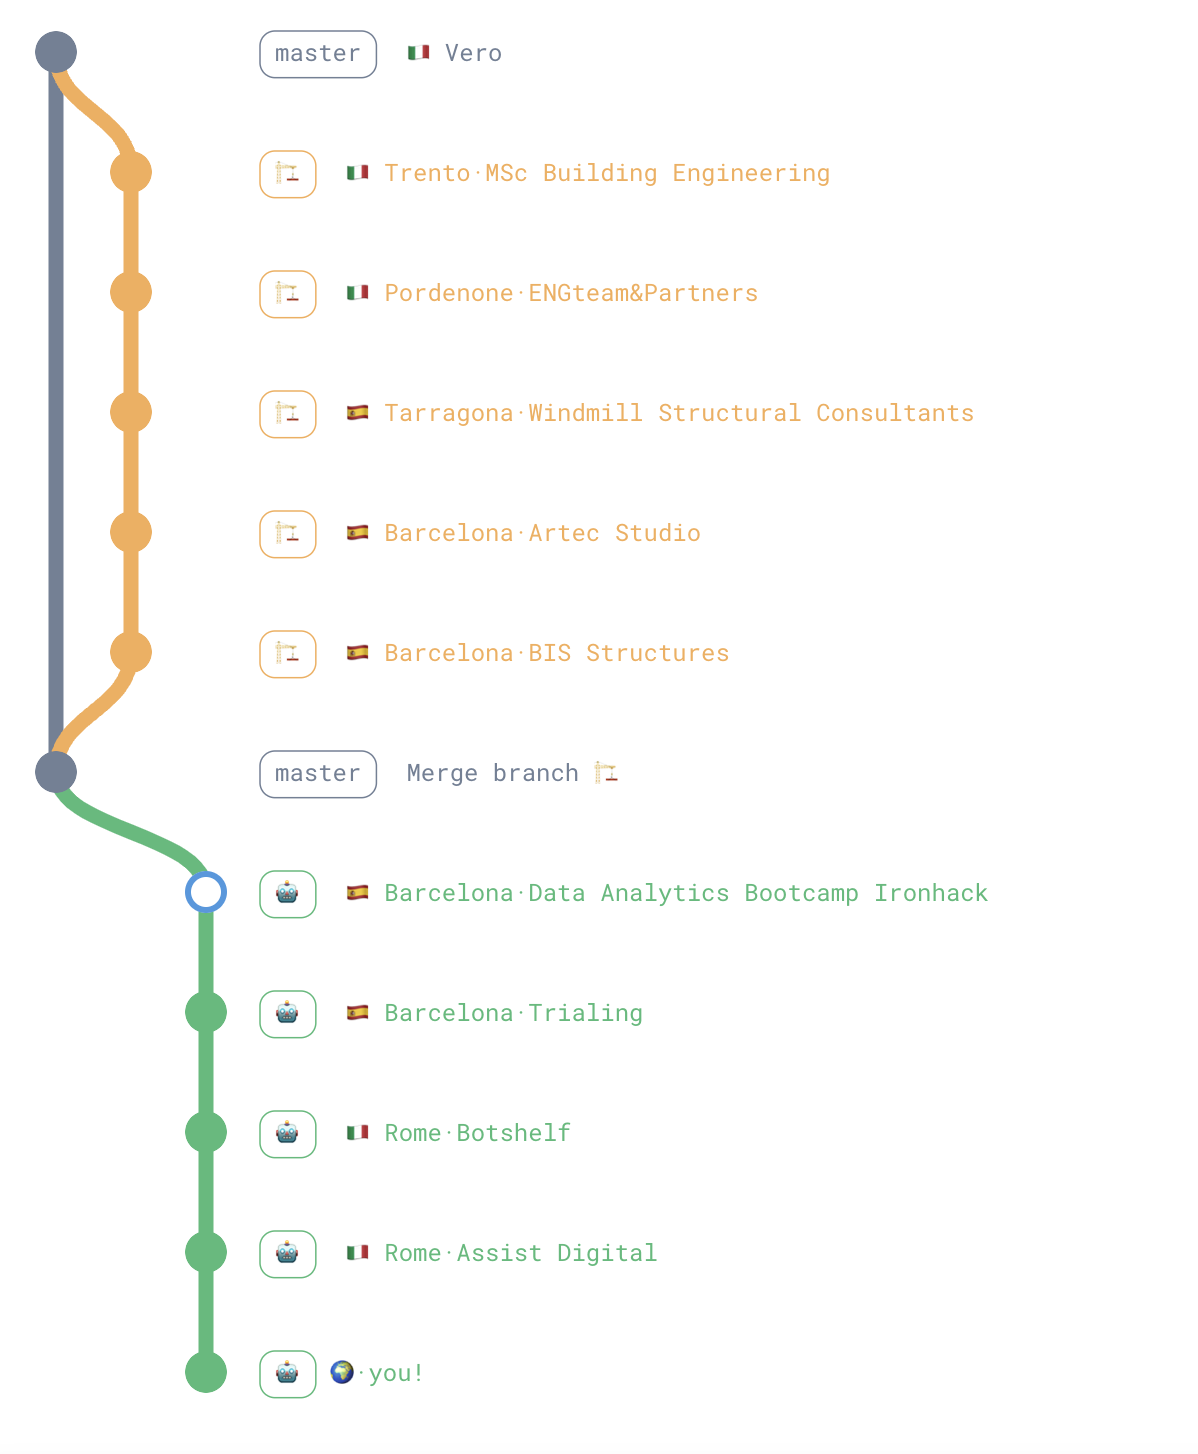 master 🇮🇹 Vero
🏗️ 🇮🇹 Trento·MSc Building Engineering
🏗️ 🇮🇹 Pordenone·ENGteam&Partners
🏗️ 🇪🇸 Tarragona·Windmill Structural Consultants
🏗️ 🇪🇸 Barcelona·Artec Studio
🏗️ 🇪🇸 Barcelona·BIS Structures
master Merge branch 🏗️
🤖 🇪🇸 Barcelona·Data Analytics Bootcamp Ironhack
🤖 🇪🇸 Barcelona·Trialing
🤖 🇮🇹 Rome·Botshelf
🤖 🇮🇹 Rome·Assist Digital
🤖 🌍·you!